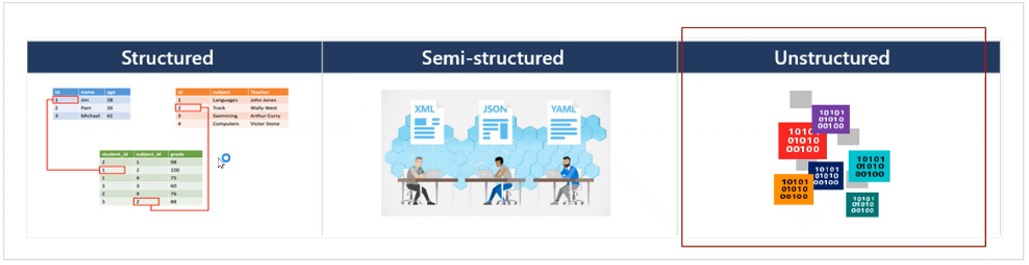 Structured
Semi-structured
Unstructured
id name age
1 Jim 28
2 Pam 26
3 Michael 42
id subject Teacher
1 Languages John Jones
2 Track Wally West
3 Swimming Arthur Curry
4 Computers Victor Stone
student_id subject_id grade
2 1 98
1 2 100
1 4 75
3 3 60
2 4 76
3 2 88
XML
JSON
YAML
10101
01010
00100
10101
01010
00100
10101
01010
00100
10101
01010
00100
10101
01010
00100
10101
01010
00100